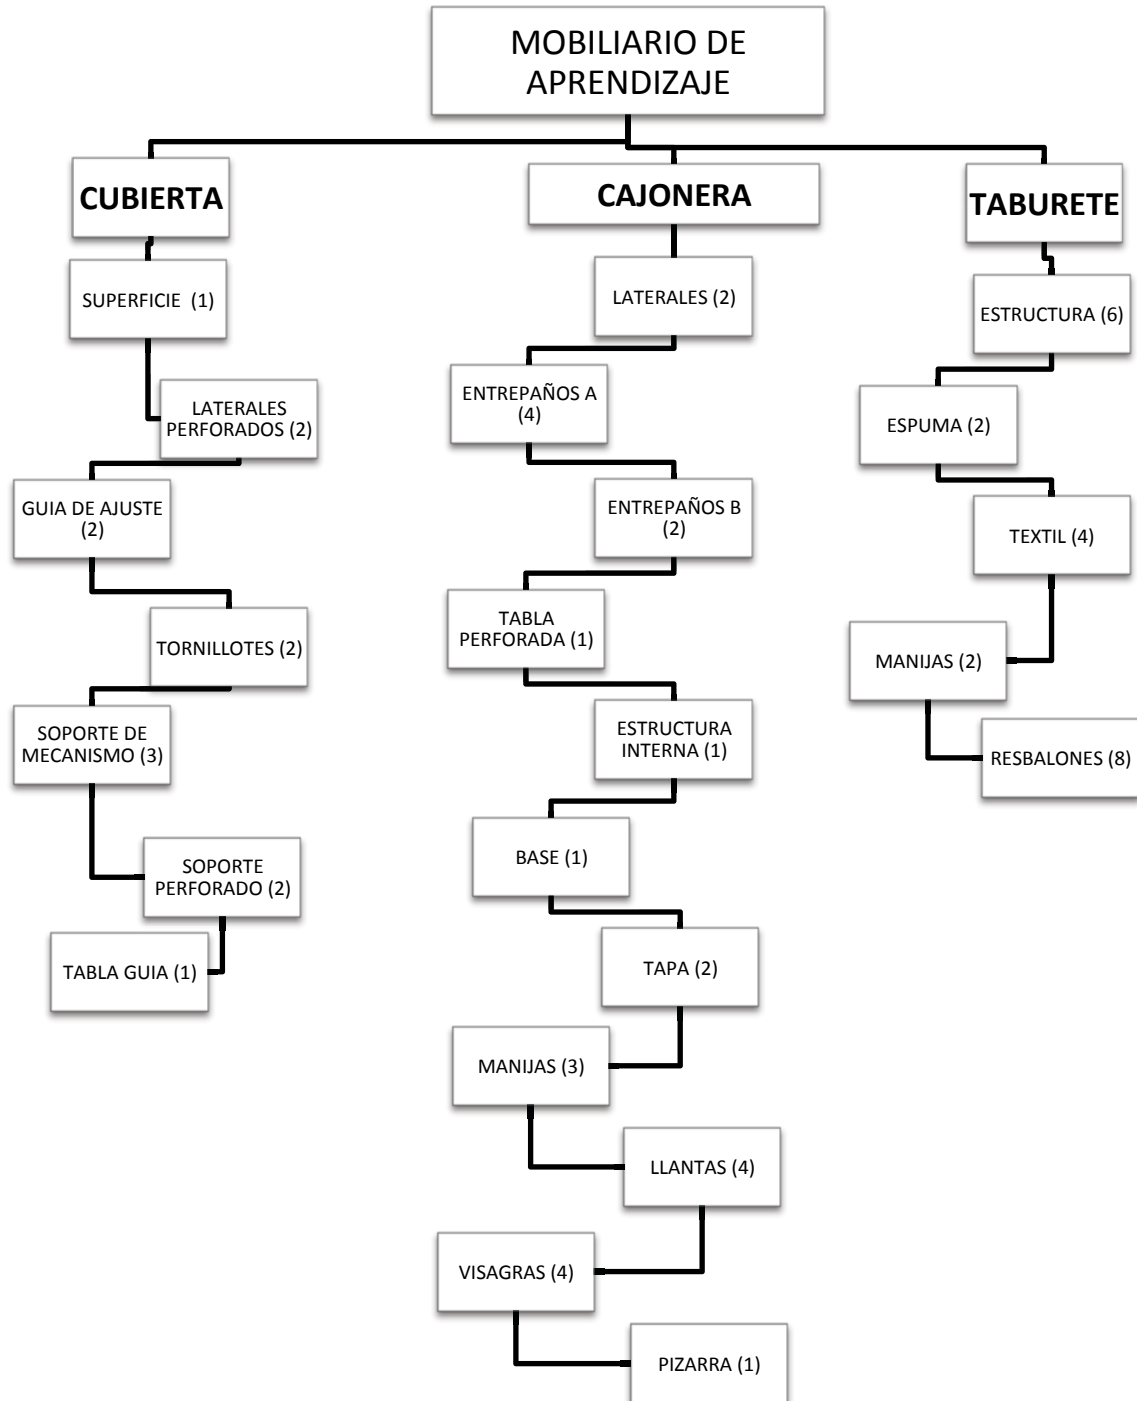 MOBILIARIO DE
APRENDIZAJE
CUBIERTA
SUPERFICIE (1)
LATERALES
PERFORADOS (2)
GUIA DE AJUSTE
(2)
TORNILLOTES (2)
SOPORTE DE
MECANISMO (3)
SOPORTE
PERFORADO (2)
TABLA GUIA (1)
CAJONERA
LATERALES (2)
ENTREPAÑOS A
(4)
ENTREPAÑOS B
(2)
TABLA
PERFORADA (1)
ESTRUCTURA
INTERNA (1)
BASE (1)
TAPA (2)
MANIJAS (3)
LLANTAS (4)
VISAGRAS (4)
PIZARRA (1)
TABURETE
ESTRUCTURA (6)
ESPUMA (2)
TEXTIL (4)
MANIJAS (2)
RESBALONES (8)